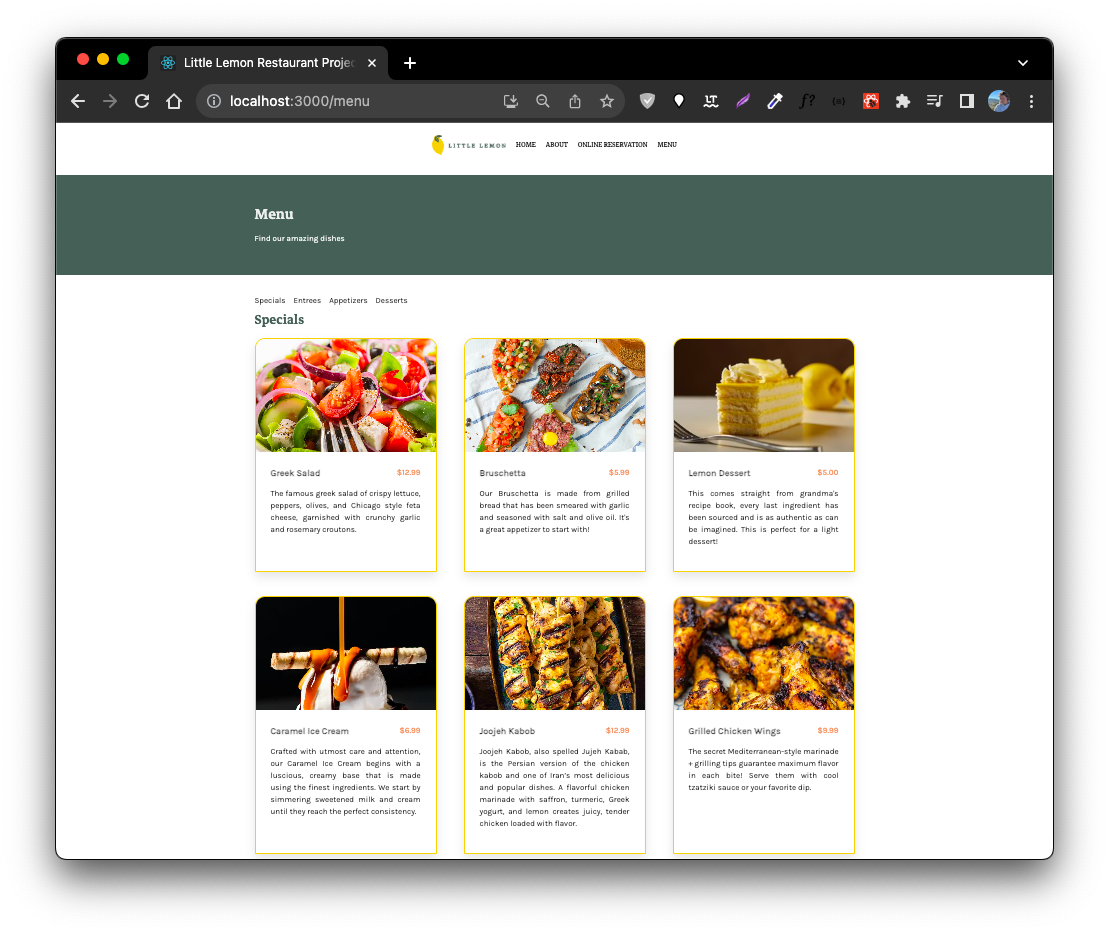 Little Lemon Restaurant Projec
localhost:3000/menu
LITTLE LEMON HOME ABOUT ONLINE RESERVATION MENU
Menu
Find our amazing dishes
Specials Entrees Appetizers Desserts
Specials
Greek Salad $12.99
The famous greek salad of crispy lettuce,
peppers, olives, and Chicago style feta
cheese, garnished with crunchy garlic
and rosemary croutons.
Bruschetta $5.99
Our Bruschetta is made from grilled
bread that has been smeared with garlic
and seasoned with salt and olive oil. It's
a great appetizer to start with!
Lemon Dessert $5.00
This comes straight from grandma's
recipe book, every last ingredient has
been sourced and is as authentic as can
be imagined. This is perfect for a light
dessert!
Caramel Ice Cream $6.99
Crafted with utmost care and attention,
our Caramel Ice Cream begins with a
luscious, creamy base that is made
using the finest ingredients. We start by
simmering sweetened milk and cream
until they reach the perfect consistency.
Joojeh Kabob $12.99
Joojeh Kabob, also spelled Jujeh Kabab,
is the Persian version of the chicken
kabob and one of Iran's most delicious
and popular dishes. A flavorful chicken
marinade with saffron, turmeric, Greek
yogurt, and lemon creates juicy, tender
chicken loaded with flavor.
Grilled Chicken Wings $9.99
The secret Mediterranean-style marinade
+ grilling tips guarantee maximum flavor
in each bite! Serve them with cool
tzatziki sauce or your favorite dip.